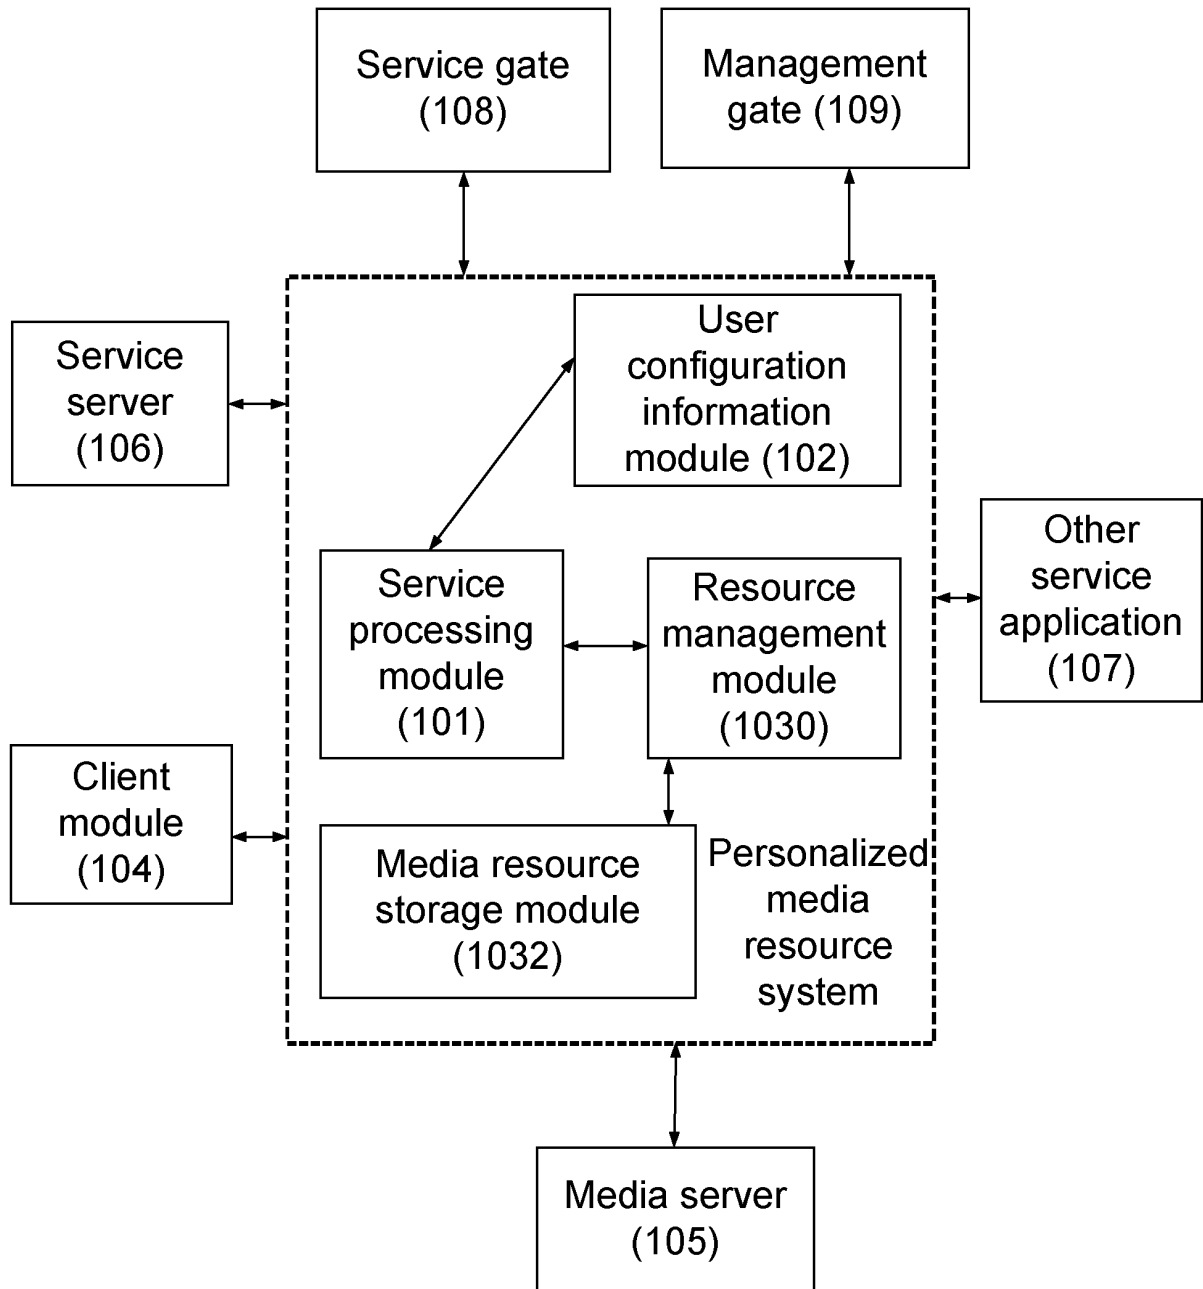 Service gate
(108)
Management
gate (109)
User
configuration
information
module (102)
Service
server
(106)
Other
service
application
(107)
Service
processing
module
(101)
Resource
management
module
(1030)
Client
module
(104)
Media resource
storage module
(1032)
Personalized
media
resource
system
Media server
(105)